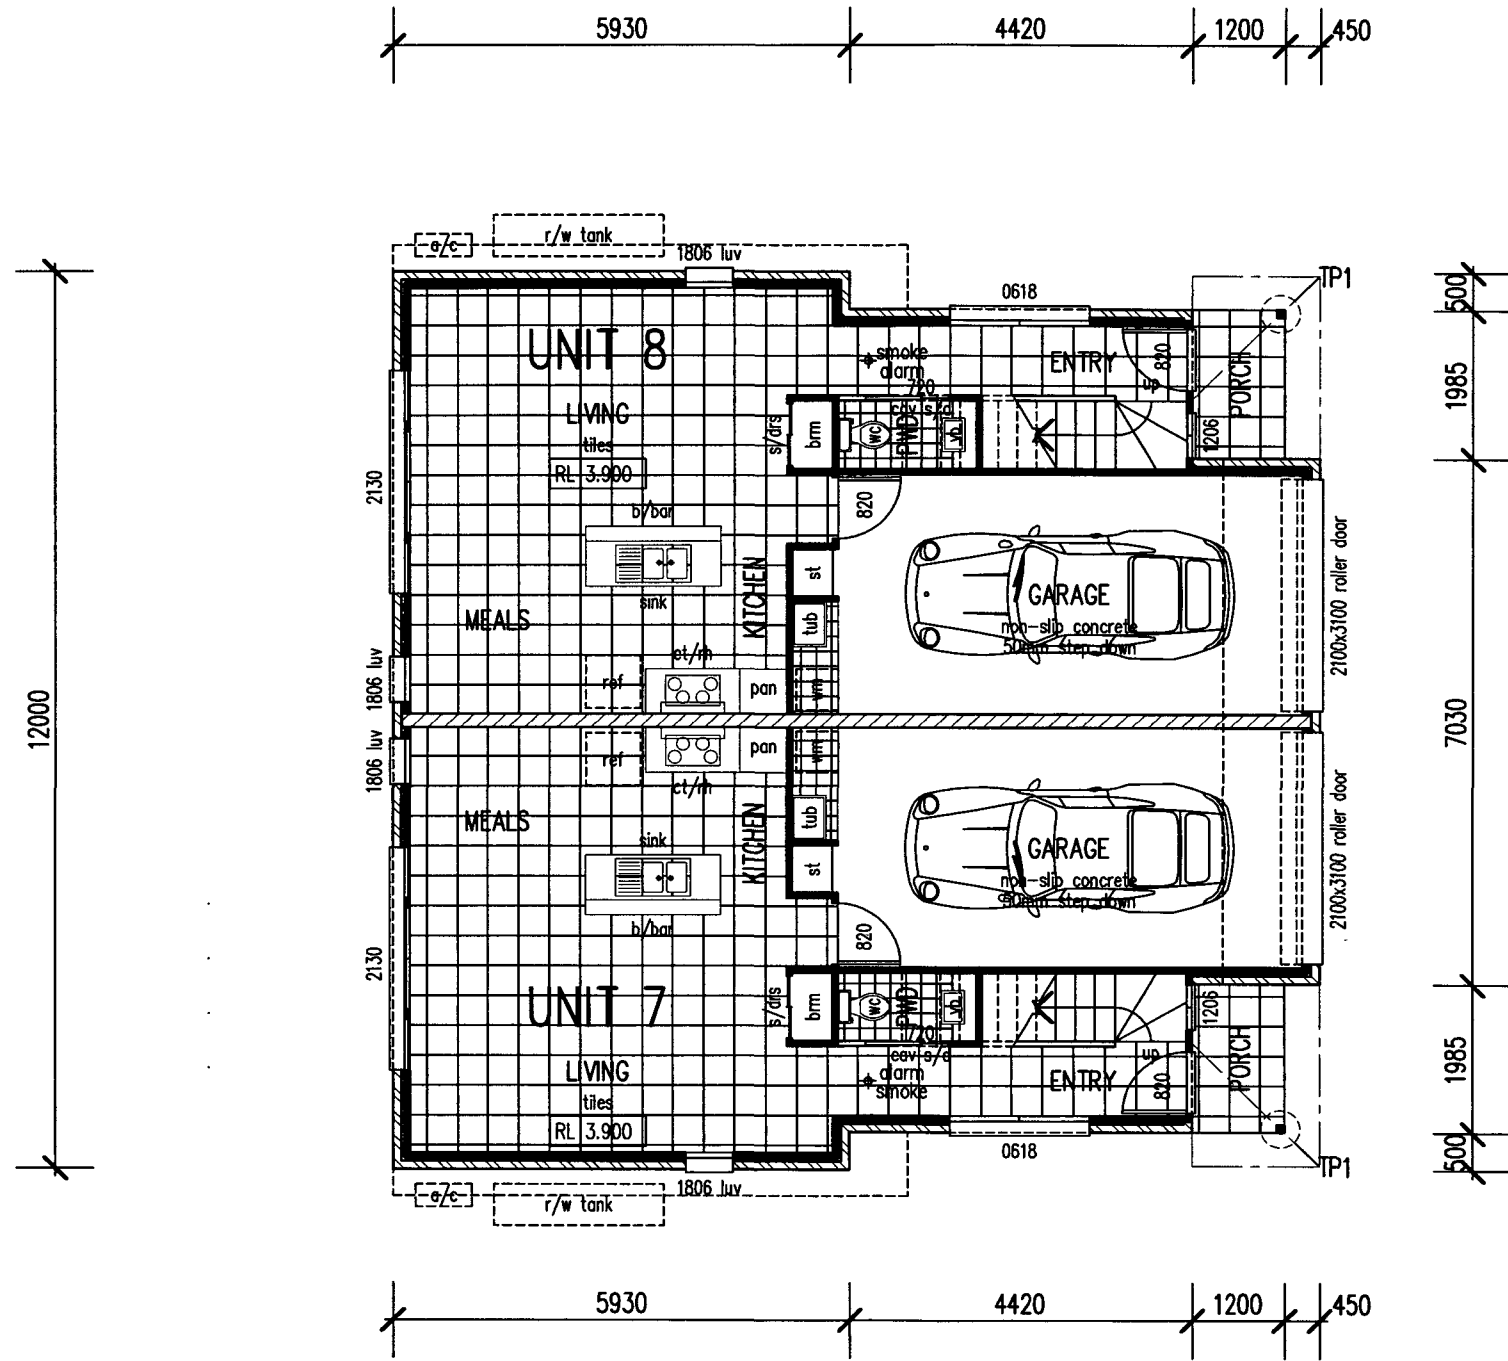 5930
4420
1200
450
a/c
r/w tank
1806 luv
0618
TP1
500
UNIT 8
smoke
alarm
ENTRY
820
up
PORCH
1985
720
cav s/d
LIVING
tiles
RL 3.900
s/drs
brm
WC
PWD
vb
1206
2130
b/bar
820
sink
KITCHEN
st
GARAGE
non-slip concrete
50mm step down
2100x3100 roller door
MEALS
tub
ct/rh
ref
pan
wm
1806 luv
12000
7030
1806 luv
ref
pan
wm
ct/rh
MEALS
tub
sink
KITCHEN
st
GARAGE
non-slip concrete
50mm step down
2100x3100 roller door
b/bar
820
2130
UNIT 7
s/drs
brm
WC
PWD
vb
1206
720
cav s/d
alarm
smoke
ENTRY
up
820
PORCH
1985
LIVING
tiles
RL 3.900
0618
500
TP1
a/c
r/w tank
1806 luv
5930
4420
1200
450